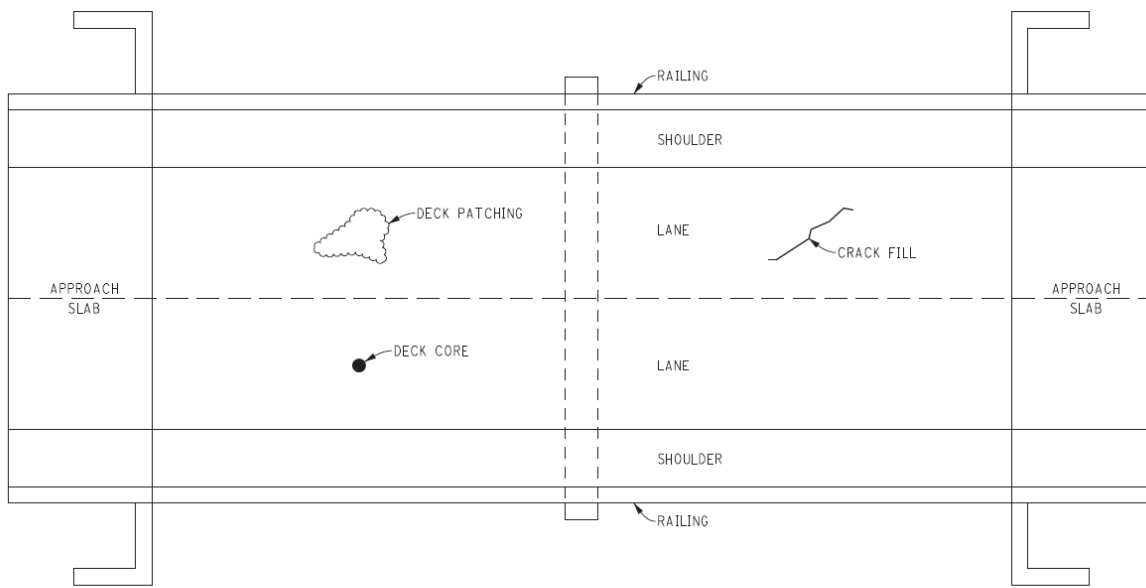 RAILING
SHOULDER
DECK PATCHING
LANE
CRACK FILL
APPROACH
SLAB
APPROACH
SLAB
DECK CORE
LANE
SHOULDER
RAILING